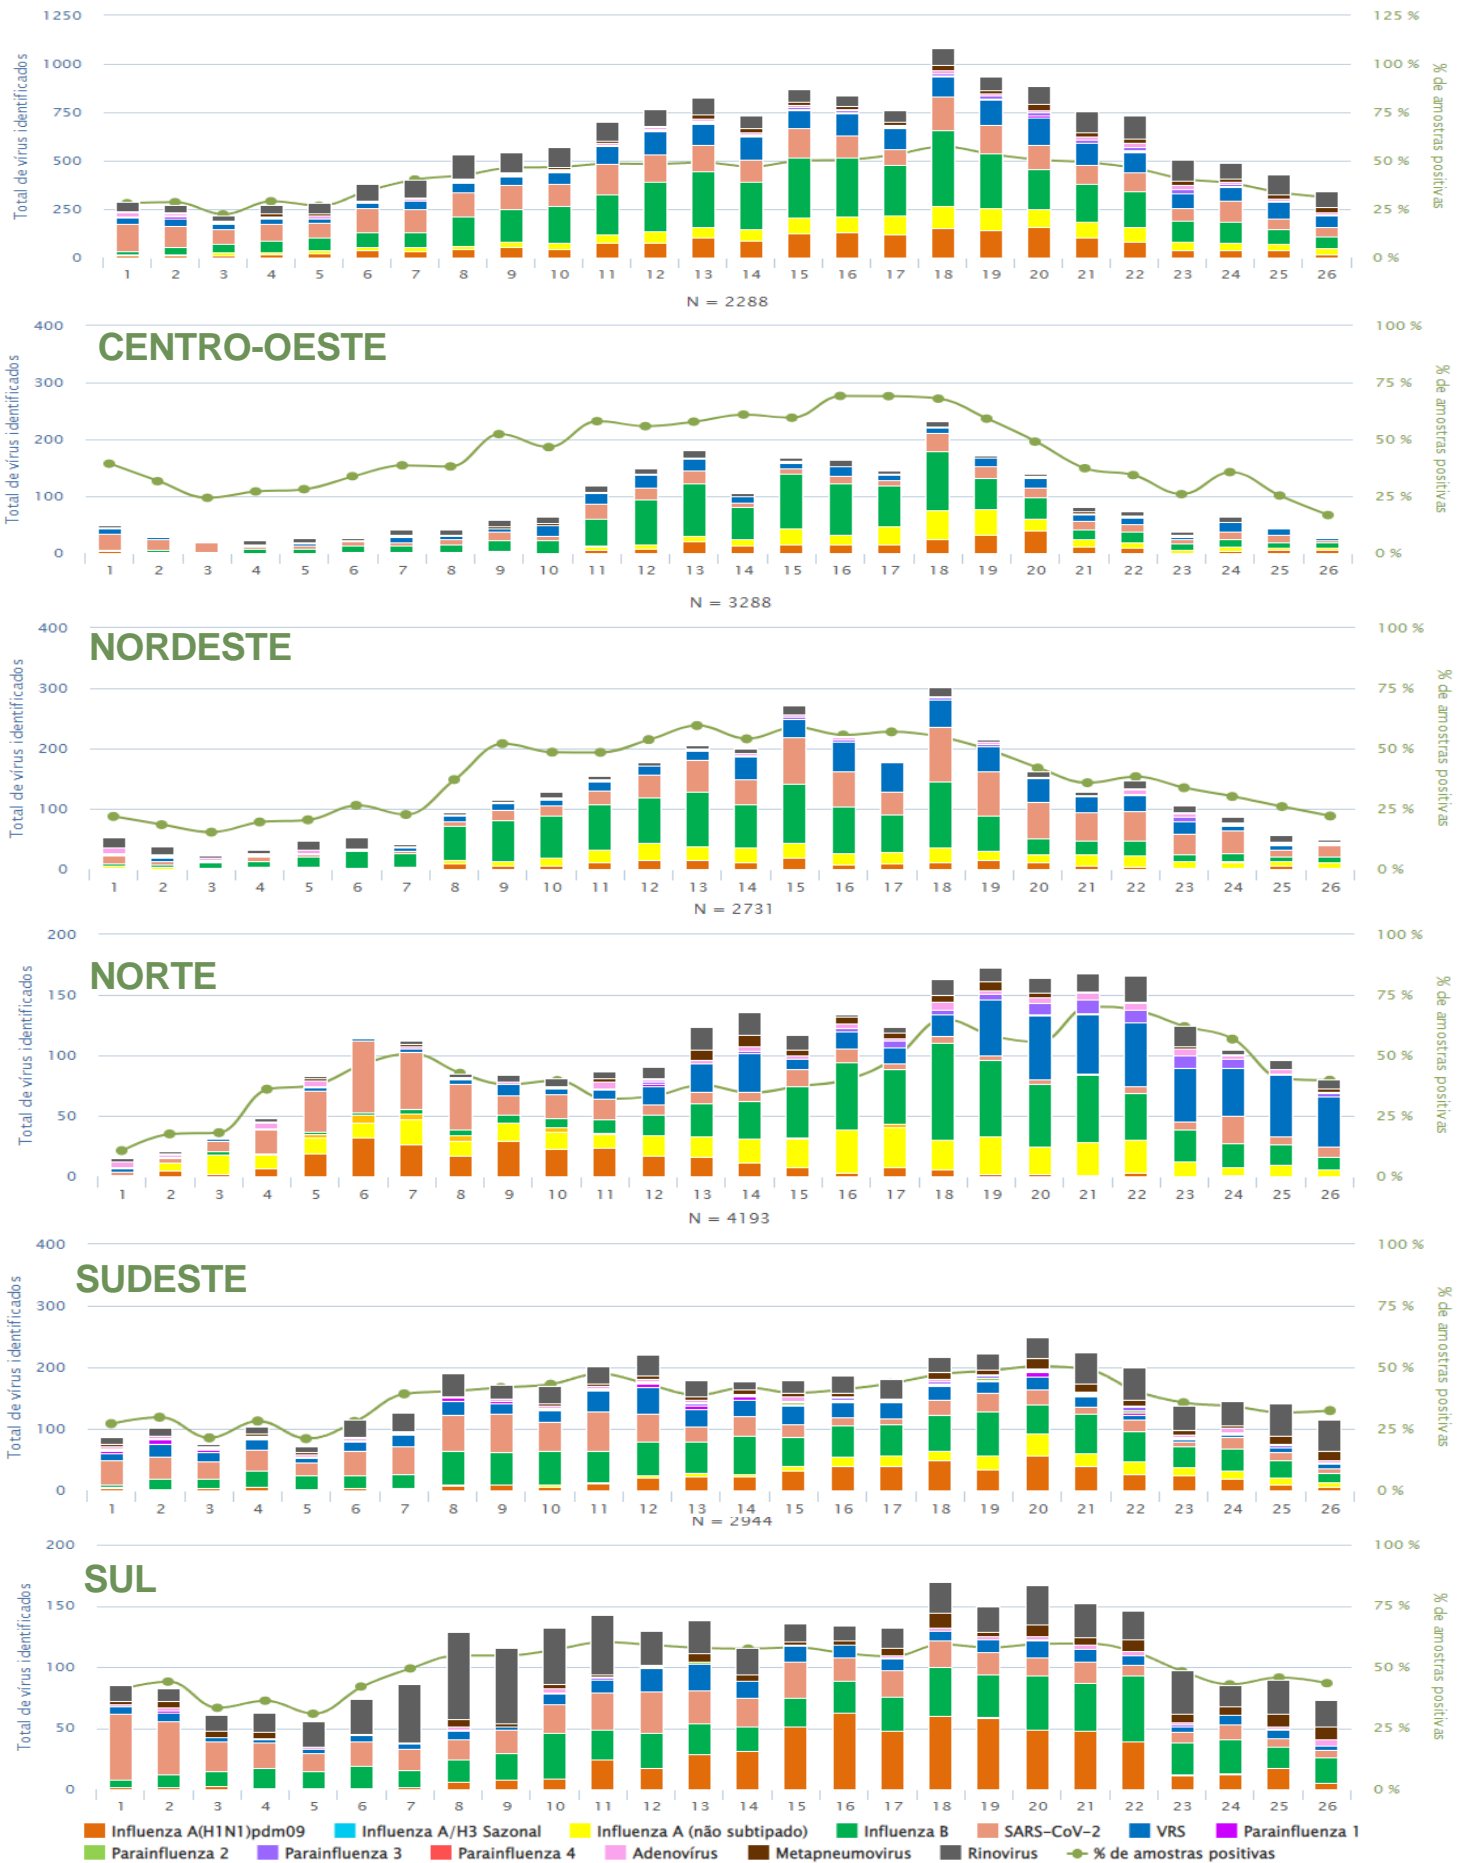 1250
1000
750
500
250
0
125 %
100 %
75 %
50 %
25 %
0 %
Total de vírus identificados
% de amostras positivas
1 2 3 4 5 6 7 8 9 10 11 12 13 14 15 16 17 18 19 20 21 22 23 24 25 26
N = 2288
CENTRO-OESTE
400
300
200
100
0
100 %
75 %
50 %
25 %
0 %
Total de vírus identificados
% de amostras positivas
1 2 3 4 5 6 7 8 9 10 11 12 13 14 15 16 17 18 19 20 21 22 23 24 25 26
N = 3288
NORDESTE
400
300
200
100
0
100 %
75 %
50 %
25 %
0 %
Total de vírus identificados
% de amostras positivas
1 2 3 4 5 6 7 8 9 10 11 12 13 14 15 16 17 18 19 20 21 22 23 24 25 26
N = 2731
NORTE
200
150
100
50
0
100 %
75 %
50 %
25 %
0 %
Total de vírus identificados
% de amostras positivas
1 2 3 4 5 6 7 8 9 10 11 12 13 14 15 16 17 18 19 20 21 22 23 24 25 26
N = 4193
SUDESTE
400
300
200
100
0
100 %
75 %
50 %
25 %
0 %
Total de vírus identificados
% de amostras positivas
1 2 3 4 5 6 7 8 9 10 11 12 13 14 15 16 17 18 19 20 21 22 23 24 25 26
N = 2944
SUL
200
150
100
50
0
100 %
75 %
50 %
25 %
0 %
Total de vírus identificados
% de amostras positivas
1 2 3 4 5 6 7 8 9 10 11 12 13 14 15 16 17 18 19 20 21 22 23 24 25 26
Influenza A(H1N1)pdm09 Influenza A/H3 Sazonal Influenza A (não subtipado) Influenza B SARS-CoV-2 VRS Parainfluenza 1
Parainfluenza 2 Parainfluenza 3 Parainfluenza 4 Adenovírus Metapneumovirus Rinovirus % de amostras positivas